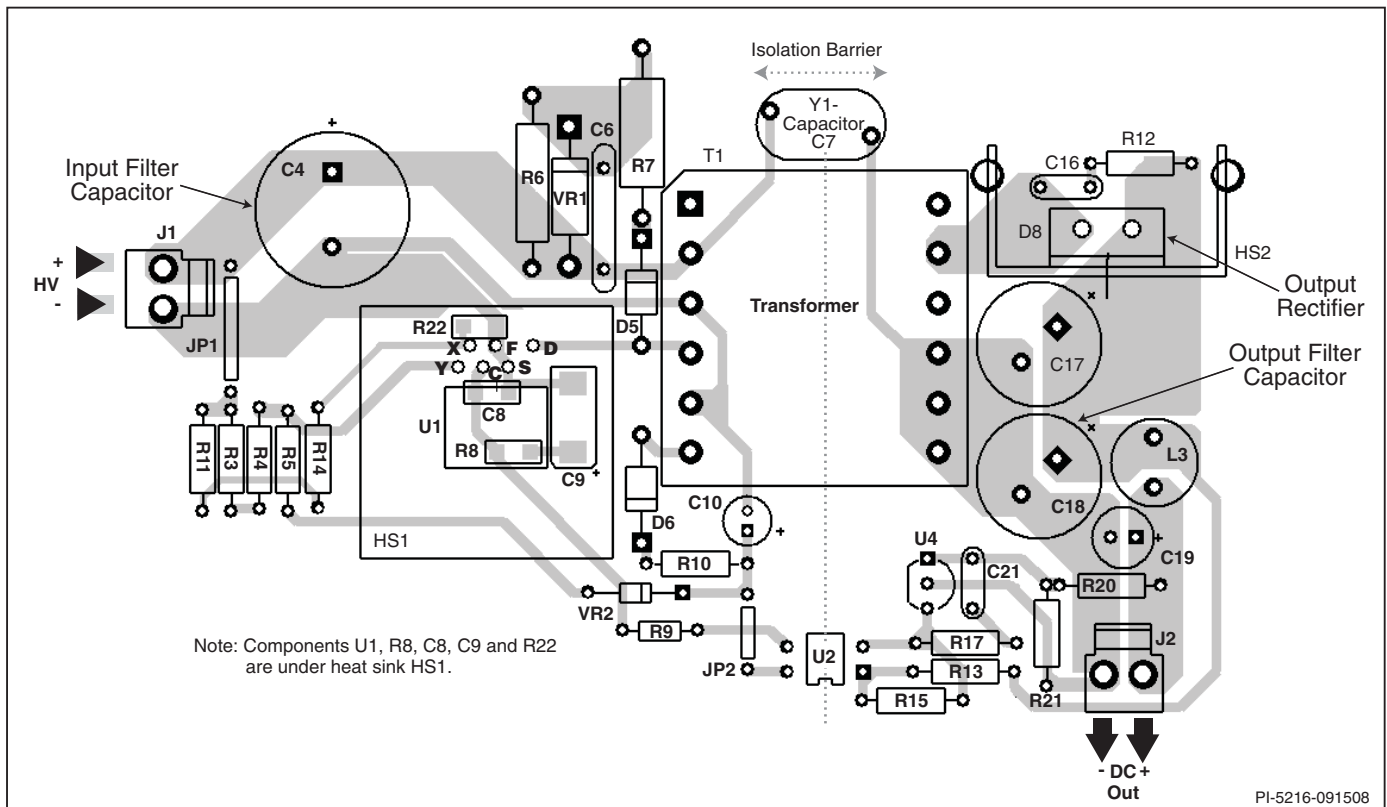 Isolation Barrier
Y1-
Capacitor
C7
+
C4
Input Filter
Capacitor
C6
R7
R6
VR1
T1
R12
C16
D8
HS2
Output
Rectifier
J1
+
HV
-
JP1
Transformer
D5
R22
X
F
D
Y
C
S
C8
U1
R8
C9
+
C17
Output Filter
Capacitor
R11
R3
R4
R5
R14
HS1
D6
C10
+
C18
L3
C19
+
U4
C21
R10
R20
VR2
R9
JP2
U2
R17
R13
R15
R21
J2
Note: Components U1, R8, C8, C9 and R22
are under heat sink HS1.
- DC +
Out
PI-5216-091508